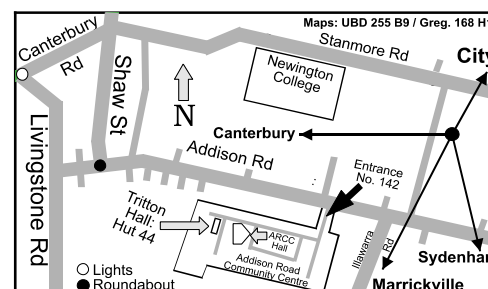 Maps: UBD 255 B9 / Greg. 168
Canterbury
Rd
Stanmore Rd
City
Newington
College
Shaw St
N
Canterbury
Addison Rd
Entrance
No. 142
Livingstone Rd
Tritton
Hall:
Hut 44
ARCC
Hall
Illawarra
Rd
Addison Road
Community Centre
Lights
Roundabout
Marrickville